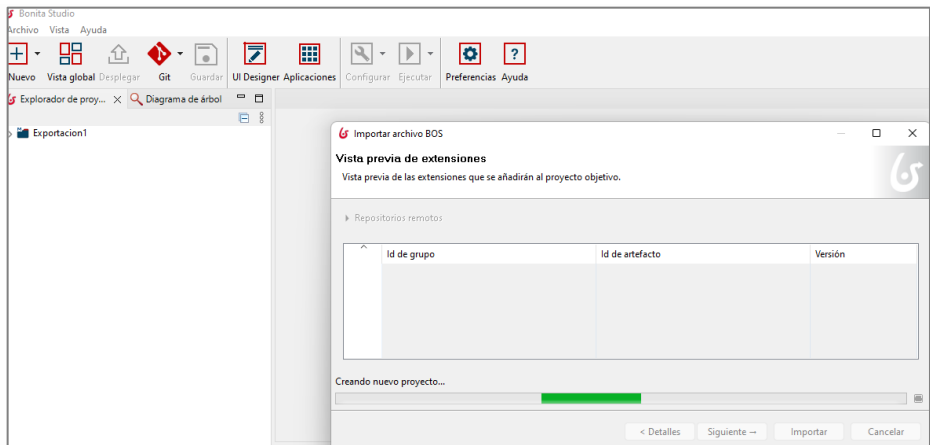 Bonita Studio
Archivo Vista Ayuda
Nuevo Vista global Desplegar Git Guardar UI Designer Aplicaciones Configurar Ejecutar Preferencias Ayuda
Explorador de proy... Diagrama de árbol
Exportacion1
Importar archivo BOS
Vista previa de extensiones
Vista previa de las extensiones que se añadirán al proyecto objetivo.
Repositorios remotos
Id de grupo Id de artefacto Versión
Creando nuevo proyecto...
< Detalles Siguiente → Importar Cancelar